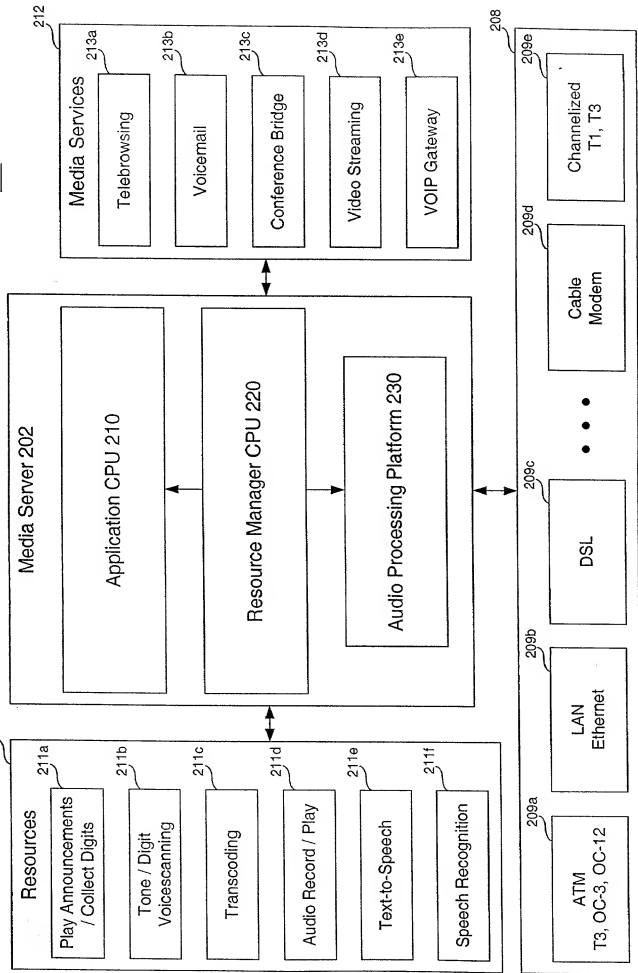 Resources
211a
Play Announcements
/ Collect Digits
211b
Tone / Digit
Voicescanning
211c
Transcoding
211d
Audio Record / Play
211e
Text-to-Speech
211f
Speech Recognition
Media Server 202
Application CPU 210
Resource Manager CPU 220
Audio Processing Platform 230
212
Media Services
213a
Telebrowsing
213b
Voicemail
213c
Conference Bridge
213d
Video Streaming
213e
VOIP Gateway
208
209a
ATM
T3, OC-3, OC-12
209b
LAN
Ethernet
209c
DSL
209d
Cable
Modem
209e
Channelized
T1, T3